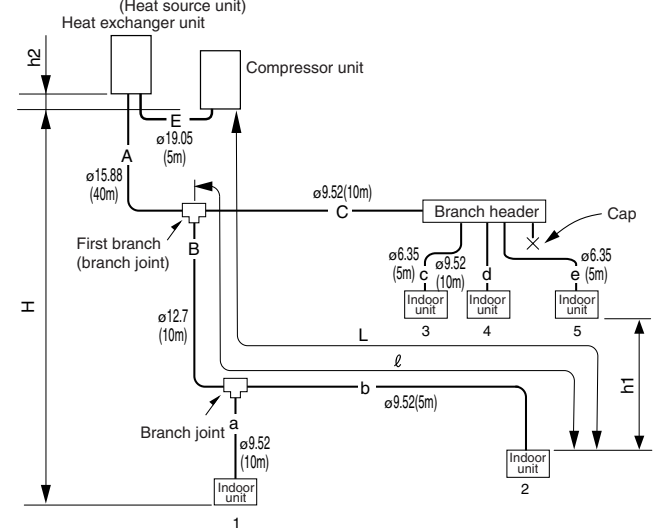 (Heat source unit)
Heat exchanger unit
h2
Compressor unit
E
ø19.05
(5m)
A
ø15.88
(40m)
ø9.52(10m)
C
Branch header
Cap
First branch
(branch joint)
B
ø6.35
(5m)
c
ø9.52
(10m)
d
e
ø6.35
(5m)
Indoor
unit
3
Indoor
unit
4
Indoor
unit
5
H
ø12.7
(10m)
L
ℓ
h1
b
ø9.52(5m)
Branch joint
a
ø9.52
(10m)
Indoor
unit
1
Indoor
unit
2